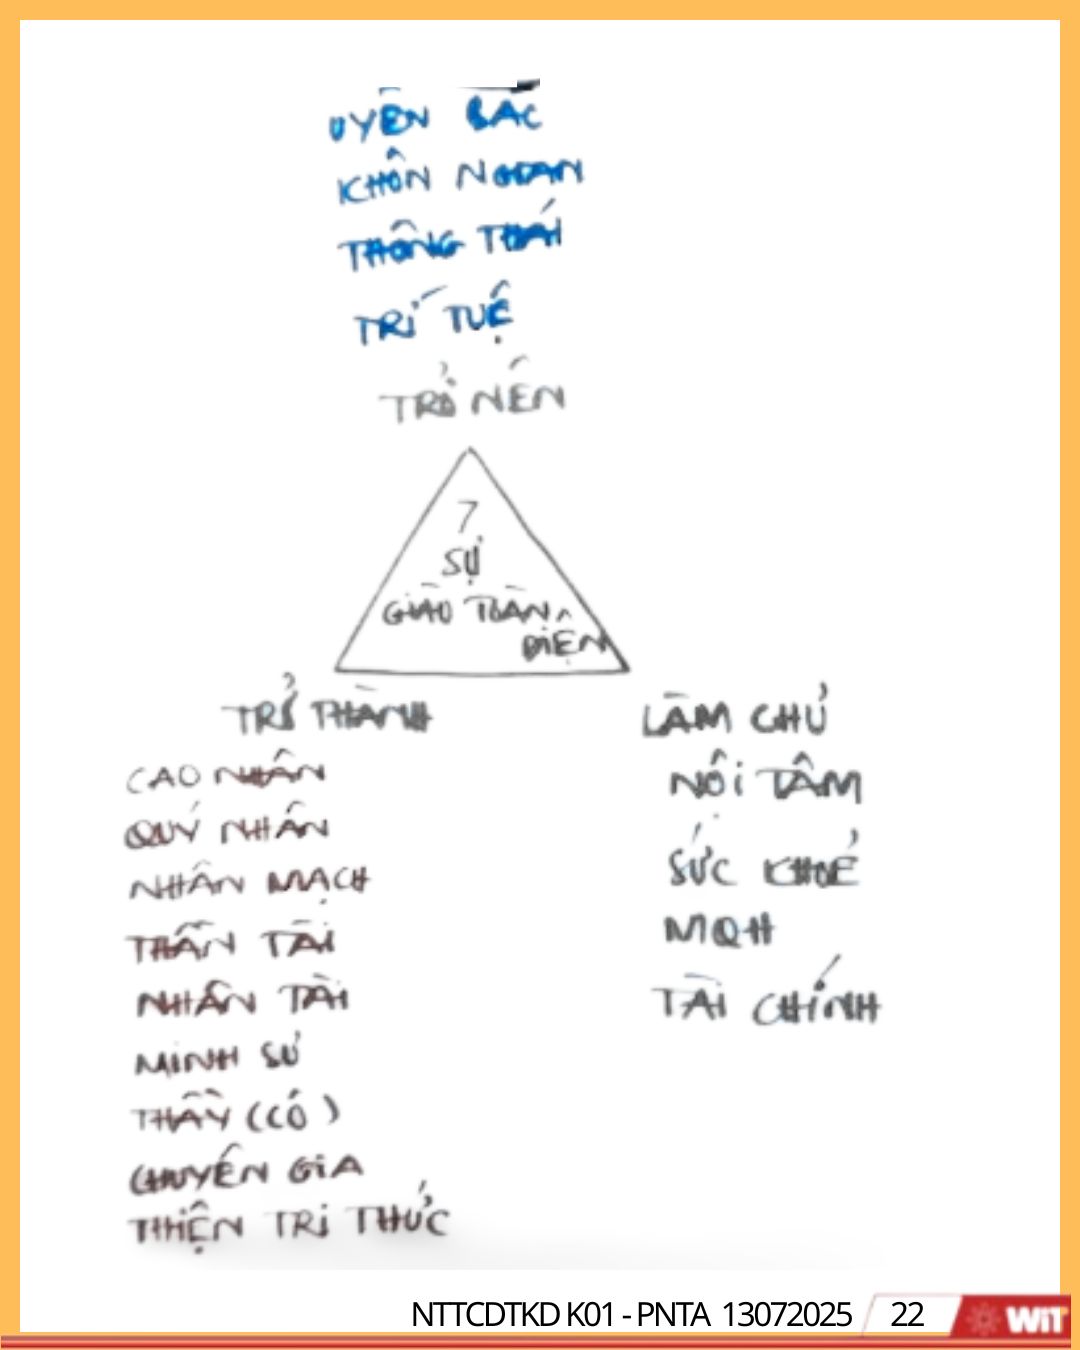 UYÊN BÁC
KHÔN NGOAN
THÔNG THÁI
TRÍ TUỆ
TRỞ NÊN
7
SỰ
GIÀO TOÀN
DIỆN
TRỞ THÀNH
CAO NHÂN
QUÝ NHÂN
NHÂN MẠCH
THẦN TÀI
NHÂN TÀI
MINH SƯ
THẦY (CÔ)
CHUYÊN GIA
THIỆN TRI THỨC
LÀM CHỦ
NỘI TÂM
SỨC KHOẺ
MQH
TÀI CHÍNH
NTTCDTKD K01 - PNTA 13072025
22
WiT